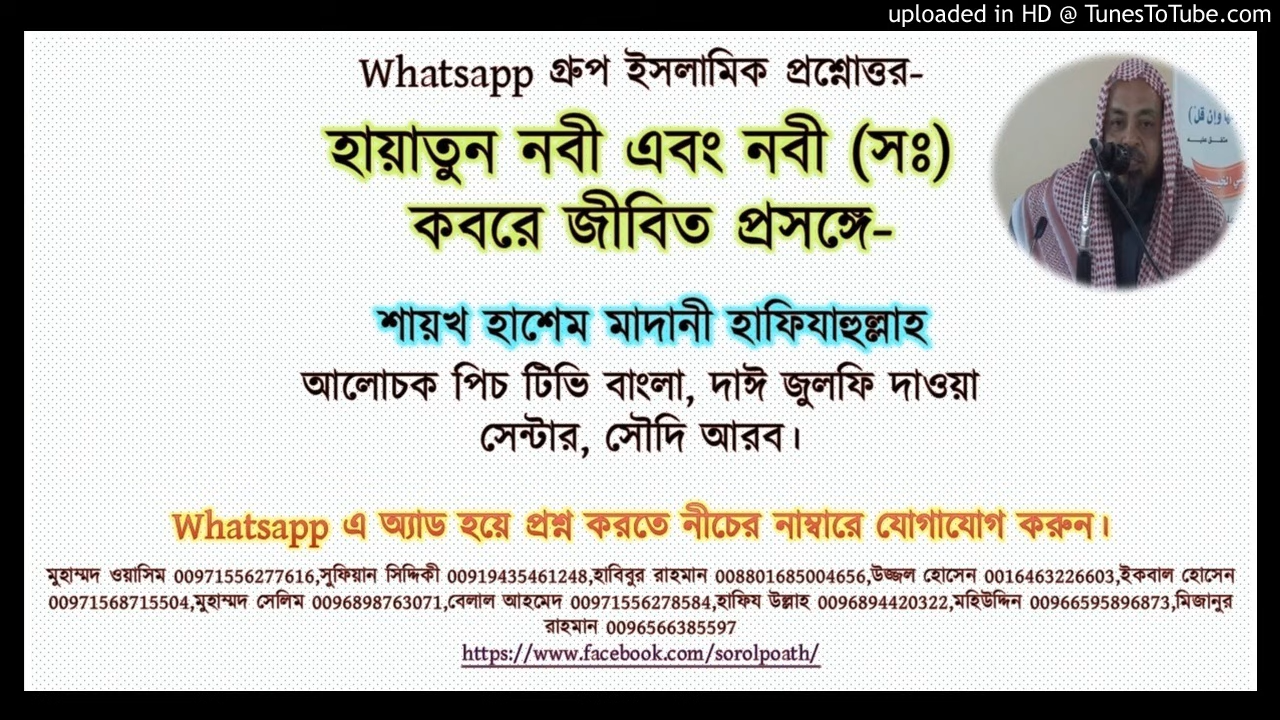 uploaded in HD @ TunesToTube.com
Whatsapp গ্রুপ ইসলামিক প্রশ্নোত্তর-
হায়াতুন নবী এবং নবী (সঃ)
কবরে জীবিত প্রসঙ্গে-
শায়খ হাশেম মাদানী হাফিযাহুল্লাহ
আলোচক পিচ টিভি বাংলা, দাঈ জুলফি দাওয়া
সেন্টার, সৌদি আরব।
Whatsapp এ অ্যাড হয়ে প্রশ্ন করতে নীচের নাম্বারে যোগাযোগ করুন।
মুহাম্মদ ওয়াসিম 00971556277616,সুফিয়ান সিদ্দিকী 00919435461248,হাবিবুর রাহমান 008801685004656,উজ্জল হোসেন 0016463226603,ইকবাল হোসেন
00971568715504,মুহাম্মদ সেলিম 0096898763071,বেলাল আহমেদ 00971556278584,হাফিয উল্লাহ 0096894420322,মহিউদ্দিন 00966595896873,মিজানুর
রাহমান 0096566385597
https://www.facebook.com/sorolpoath/